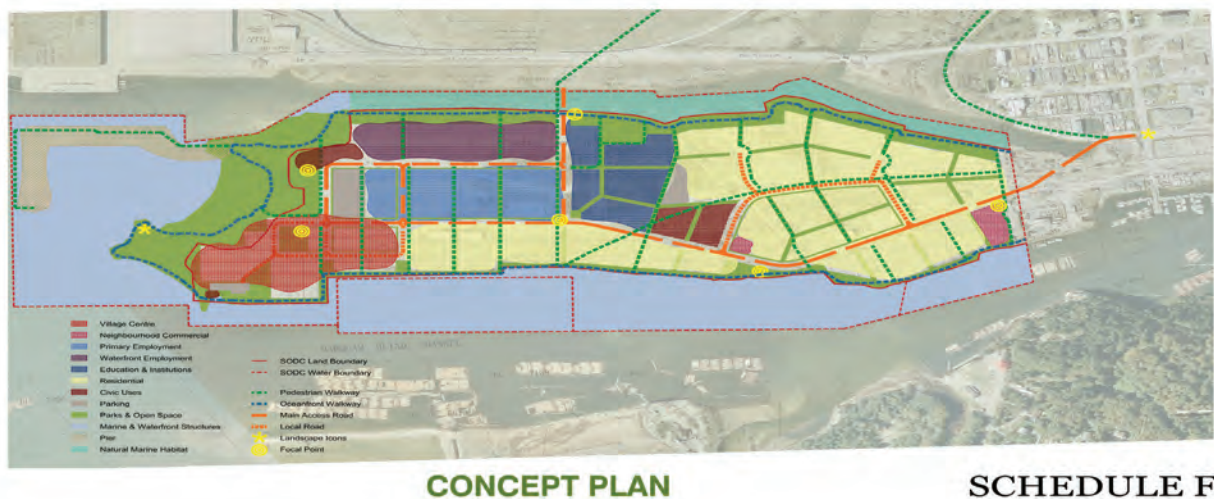 Village Centre
Neighbourhood Commercial
Primary Employment
Waterfront Employment
Education & Institutions
Residential
Civic Uses
Parking
Parks & Open Space
Marine & Waterfront Structures
Pier
Natural Marine Habitat
SODC Land Boundary
SODC Water Boundary
Pedestrian Walkway
Oceanfront Walkway
Main Access Road
Local Road
Landscape Icons
Focal Point
CONCEPT PLAN
SCHEDULE F